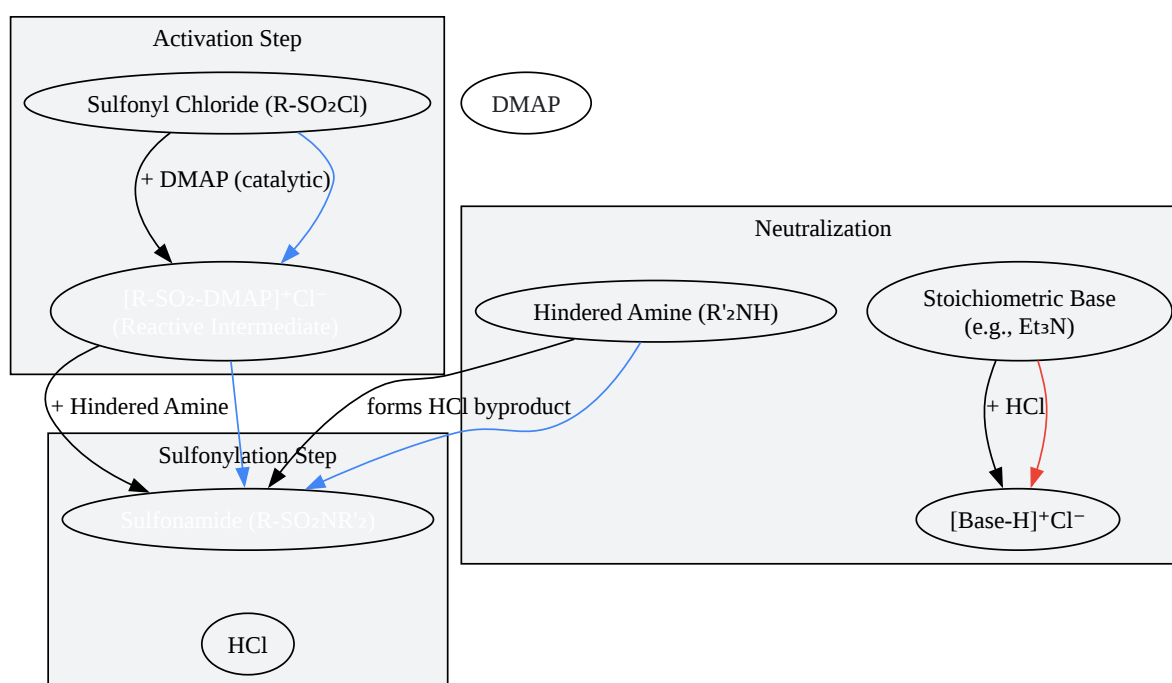 Activation Step
Sulfonyl Chloride (R-SO₂Cl)
DMAP
+ DMAP (catalytic)
Neutralization
[R-SO₂-DMAP]⁺Cl⁻
(Reactive Intermediate)
Hindered Amine (R'₂NH)
Stoichiometric Base
(e.g., Et₃N)
+ Hindered Amine
forms HCl byproduct
+ HCl
Sulfonylation Step
Sulfonamide (R-SO₂NR'₂)
[Base-H]⁺Cl⁻
HCl